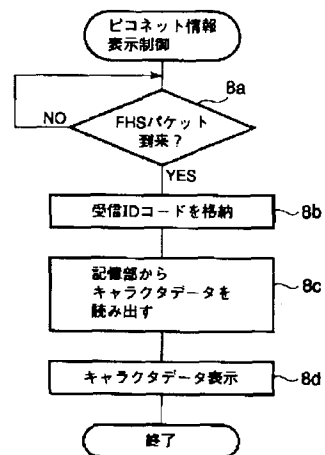 ピコネット情報
表示制御
8a
NO
FHSパケット
到来？
YES
受信IDコードを格納
8b
記憶部から
キャラクタデータを
読み出す
8c
キャラクタデータ表示
8d
終了